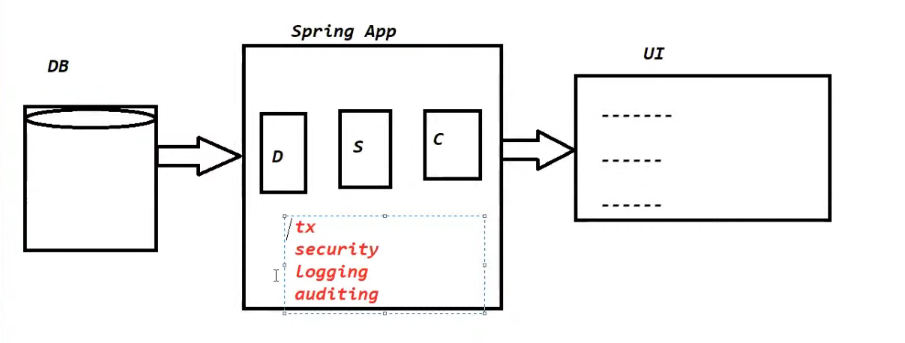 Spring App
UI
DB
D
S
C
-------
------
------
tx
security
logging
auditing